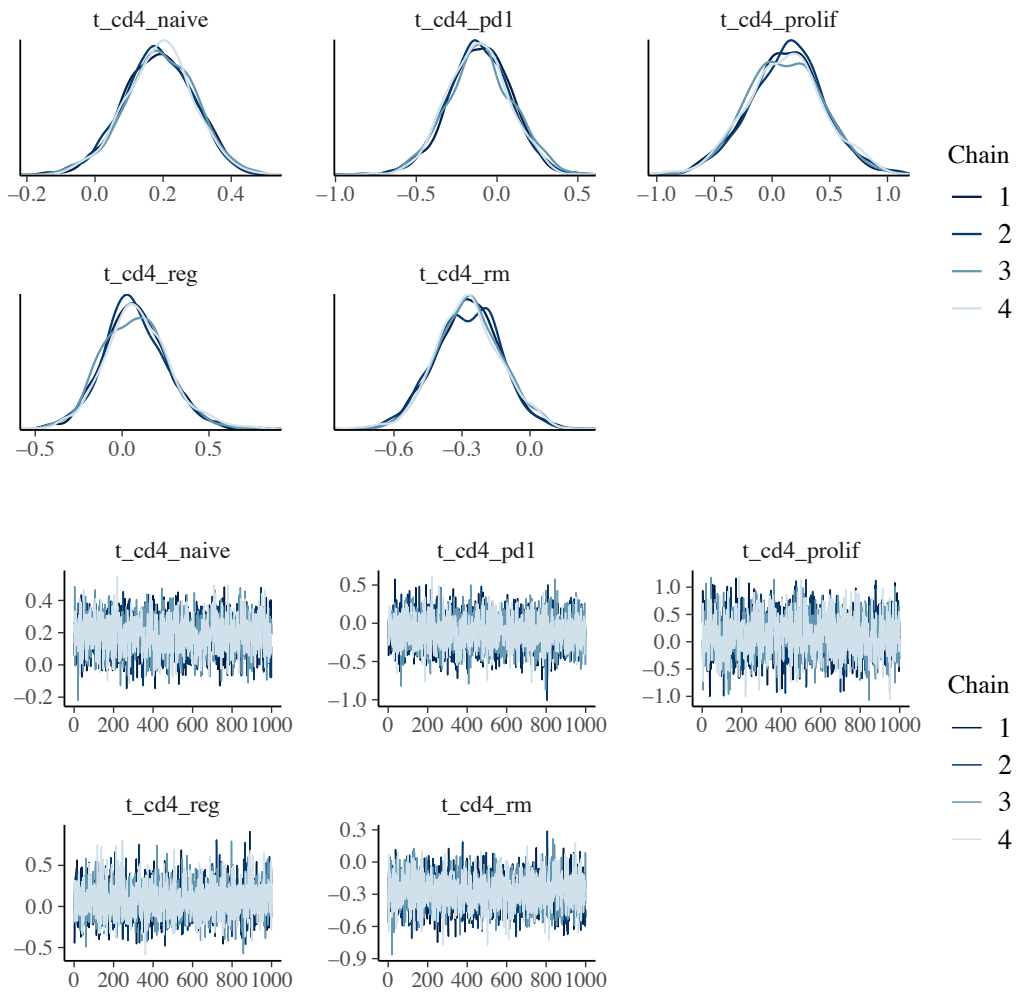 t_cd4_naive t_cd4_pd1 t_cd4_prolif
−0.2 0.0 0.2 0.4 −1.0 −0.5 0.0 0.5 −1.0 −0.5 0.0 0.5 1.0
Chain
1
2
3
4
t_cd4_reg t_cd4_rm
−0.5 0.0 0.5 −0.6 −0.3 0.0
t_cd4_naive t_cd4_pd1 t_cd4_prolif
0.4
0.2
0.0
−0.2
0 200 400 600 800 1000
0.5
0.0
−0.5
−1.0
0 200 400 600 800 1000
1.0
0.5
0.0
−0.5
−1.0
0 200 400 600 800 1000
Chain
1
2
3
4
t_cd4_reg t_cd4_rm
0.5
0.0
−0.5
0 200 400 600 800 1000
0.3
0.0
−0.3
−0.6
−0.9
0 200 400 600 800 1000